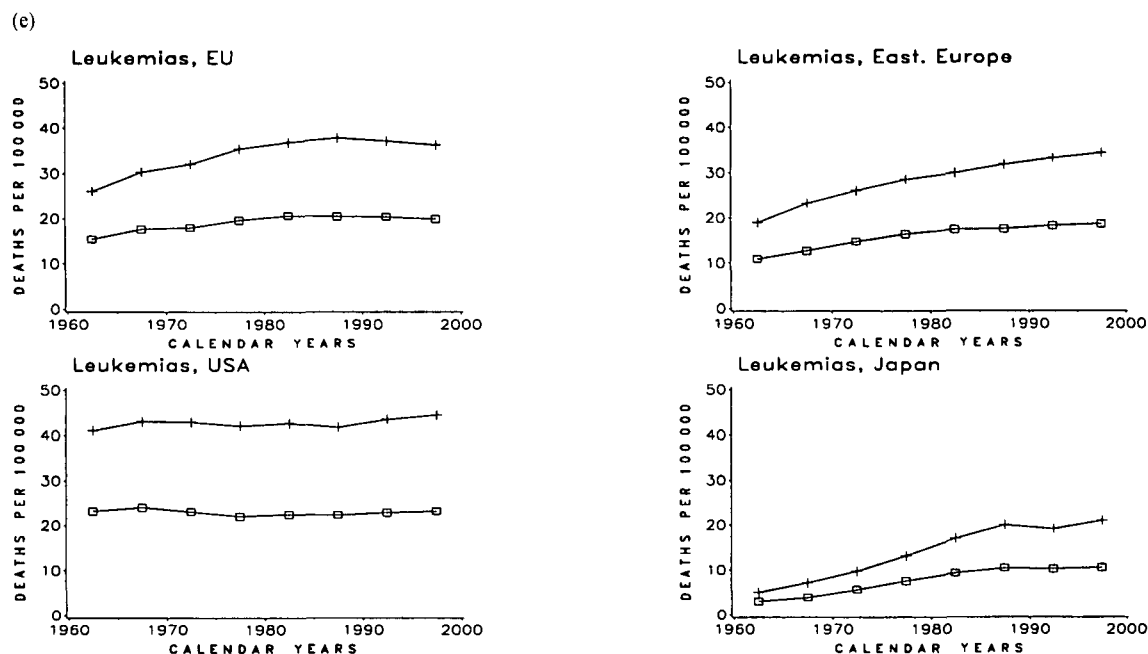 (e)
Leukemias, EU
50
40
30
20
10
0
DEATHS PER 100 000
1960 1970 1980 1990 2000
CALENDAR YEARS
Leukemias, East. Europe
50
40
30
20
10
0
DEATHS PER 100 000
1960 1970 1980 1990 2000
CALENDAR YEARS
Leukemias, USA
50
40
30
20
10
0
DEATHS PER 100 000
1960 1970 1980 1990 2000
CALENDAR YEARS
Leukemias, Japan
50
40
30
20
10
0
DEATHS PER 100 000
1960 1970 1980 1990 2000
CALENDAR YEARS